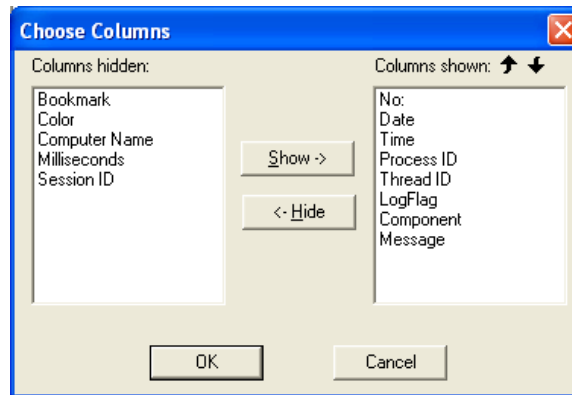 Choose Columns
Columns hidden:
Bookmark
Color
Computer Name
Milliseconds
Session ID
Show ->
<- Hide
Columns shown:
No:
Date
Time
Process ID
Thread ID
LogFlag
Component
Message
OK
Cancel